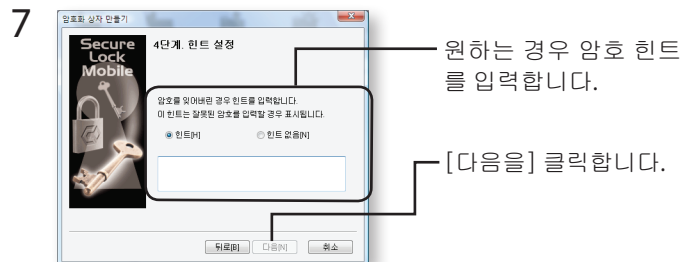 7
암호화 상자 만들기
Secure
Lock
Mobile
4단계. 힌트 설정
암호를 잊어버린 경우 힌트를 입력합니다.
이 힌트는 잘못된 암호를 입력할 경우 표시됩니다.
힌트[H] 힌트 없음[N]
뒤로[B] 다음[N] 취소
원하는 경우 암호 힌트
를 입력합니다.
[다음을] 클릭합니다.